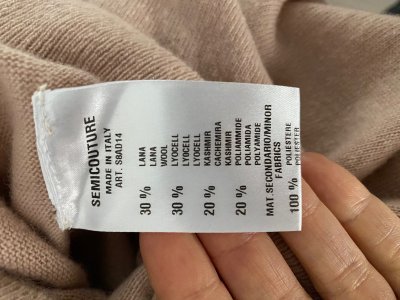 SEMICOUTURE
MADE IN ITALY
ART. S8AD14
30 % LANA
LANA
WOOL
30 % LYOCELL
LYOCELL
LYOCELL
20 % KASHMIR
CACHEMIRA
KASHMIR
20 % POLIAMMIDE
POLIAMIDA
POLYAMIDE
MAT.SECONDARIO/MINOR
FABRICS
100 % POLIESTERE
POLIESTER